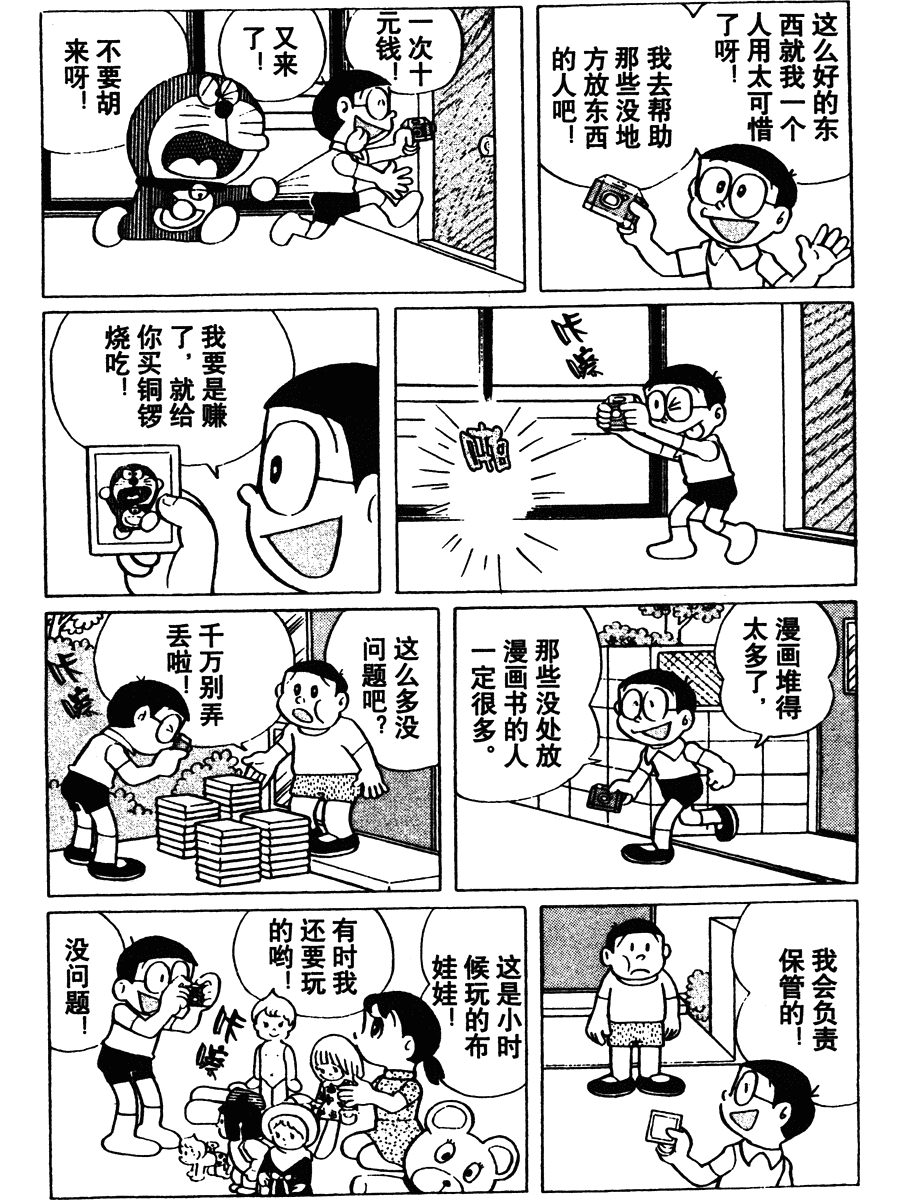 这么好的东
西就我一个
人用太可惜
了呀！
我去帮助
那些没地
方放东西
的人吧！
一次十
元钱！
又来
了！
不要胡
来呀！
咔嚓
我要是赚
了，就给
你买铜锣
烧吃！
漫画堆得
太多了，
那些没处放
漫画书的人
一定很多。
这么多没
问题吧？
千万别弄
丢啦！
咔嚓
我会负责
保管的！
这是小时
候玩的布
娃娃！
有时我
还要玩
的哟！
咔嚓
没问题！